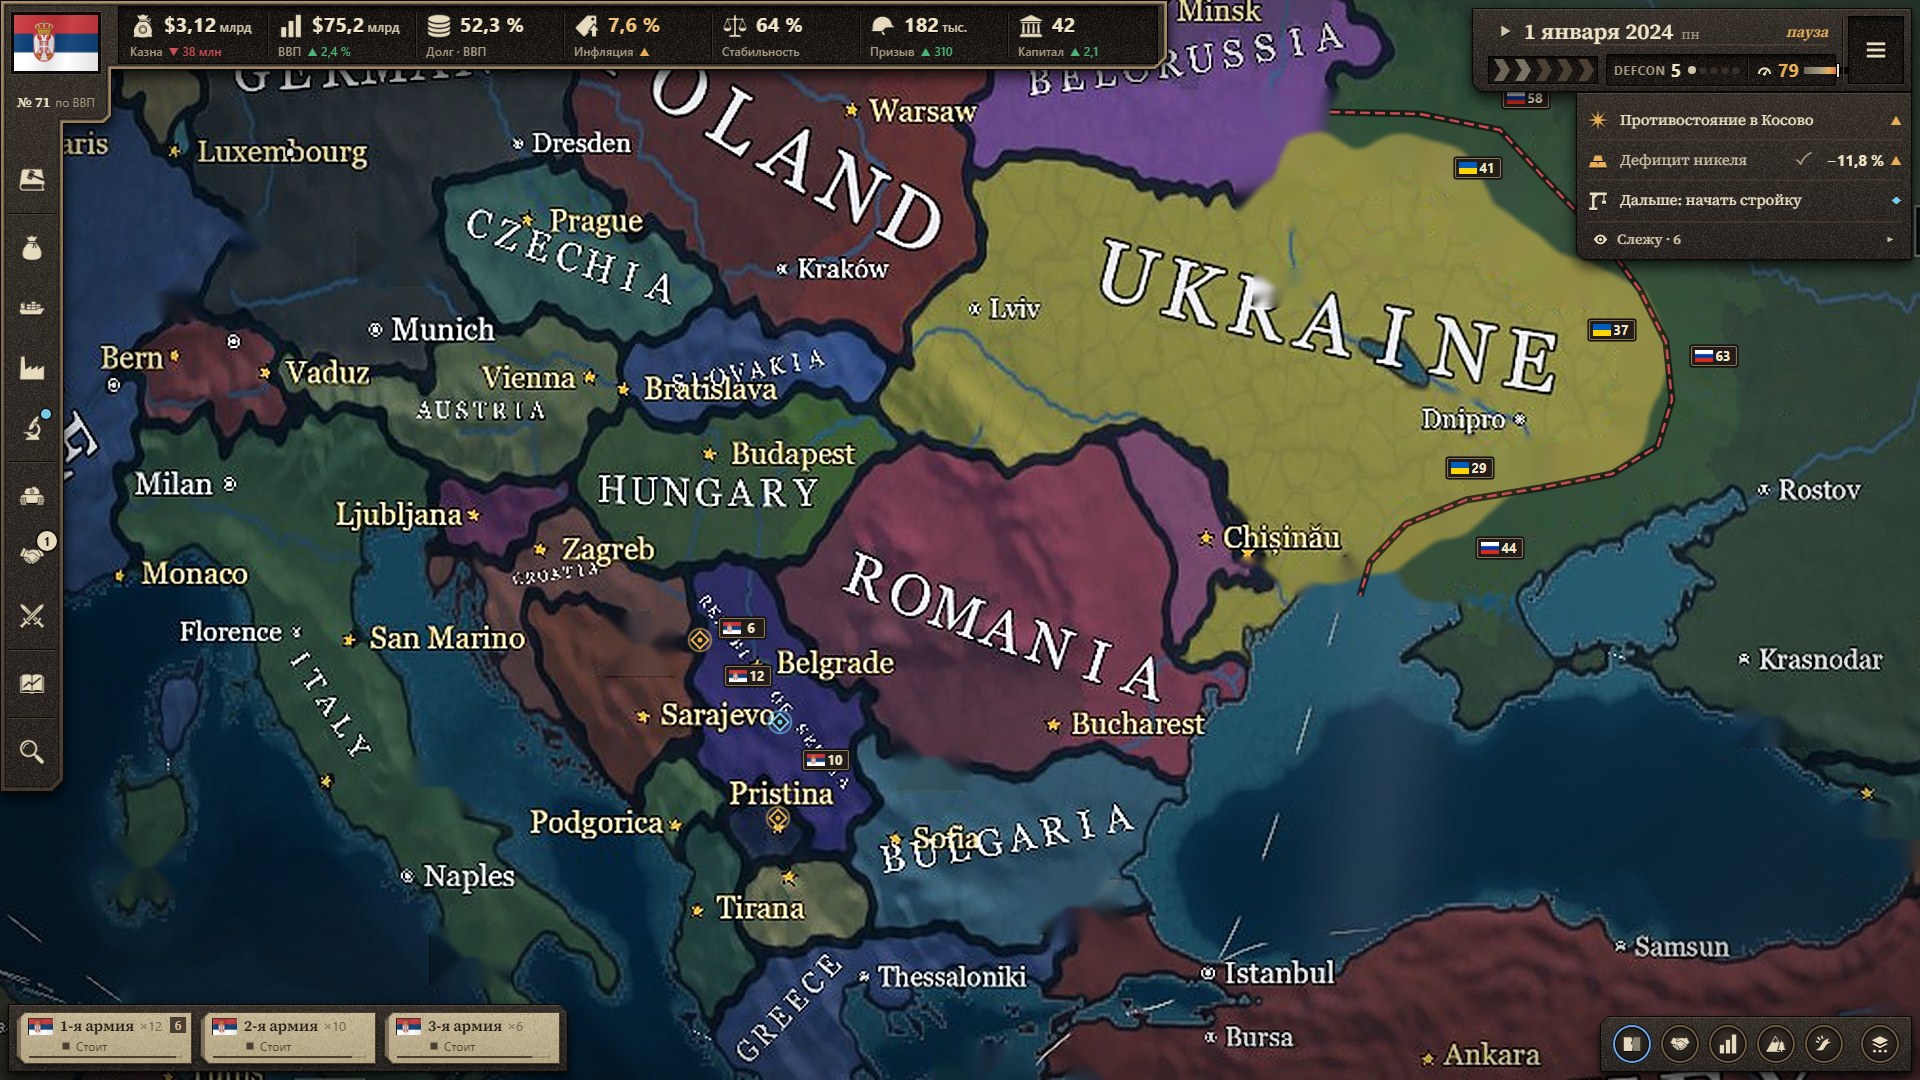 $3,12 млрд
Казна ▼ 38 млн
$75,2 млрд
ВВП ▲ 2,4 %
52,3 %
Долг · ВВП
7,6 %
Инфляция ▲
64 %
Стабильность
182 тыс.
Призыв ▲ 310
42
Капитал ▲ 2,1
1 января 2024 пн
пауза
DEFCON 5
79
№ 71 по ВВП
Противостояние в Косово
Дефицит никеля −11,8 %
Дальше: начать стройку
Слежу · 6
Minsk
BELORUSSIA
58
Warsaw
Luxembourg
Dresden
41
Prague
CZECHIA
Kraków
Lviv
UKRAINE
37
63
Munich
Bern
Vaduz
Vienna
AUSTRIA
SLOVAKIA
Bratislava
Dnipro
Budapest
HUNGARY
29
Milan
Rostov
Ljubljana
Zagreb
CROATIA
Chișinău
44
Monaco
ROMANIA
Florence
San Marino
6
Belgrade
12
Krasnodar
ITALY
Sarajevo
Bucharest
10
Pristina
Podgorica
Sofia
BULGARIA
Naples
Tirana
GREECE
Thessaloniki
Istanbul
Samsun
Bursa
Ankara
1
1-я армия ×12 6
Стоит
2-я армия ×10
Стоит
3-я армия ×6
Стоит